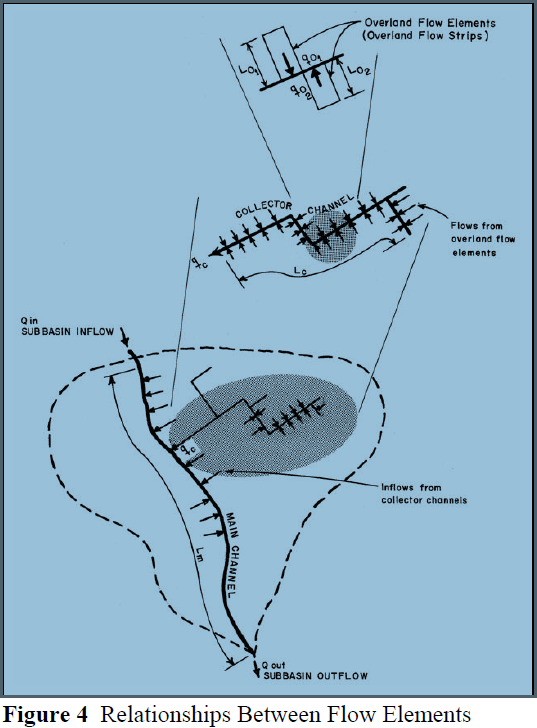 Overland Flow Elements
(Overland Flow Strips)
LO1
qO1
qO2
LO2
COLLECTOR CHANNEL
Flows from
overland flow
elements
qc
Lc
Q in
SUBBASIN INFLOW
qc
Inflows from
collector channels
MAIN CHANNEL
Lm
Q out
SUBBASIN OUTFLOW
Figure 4 Relationships Between Flow Elements